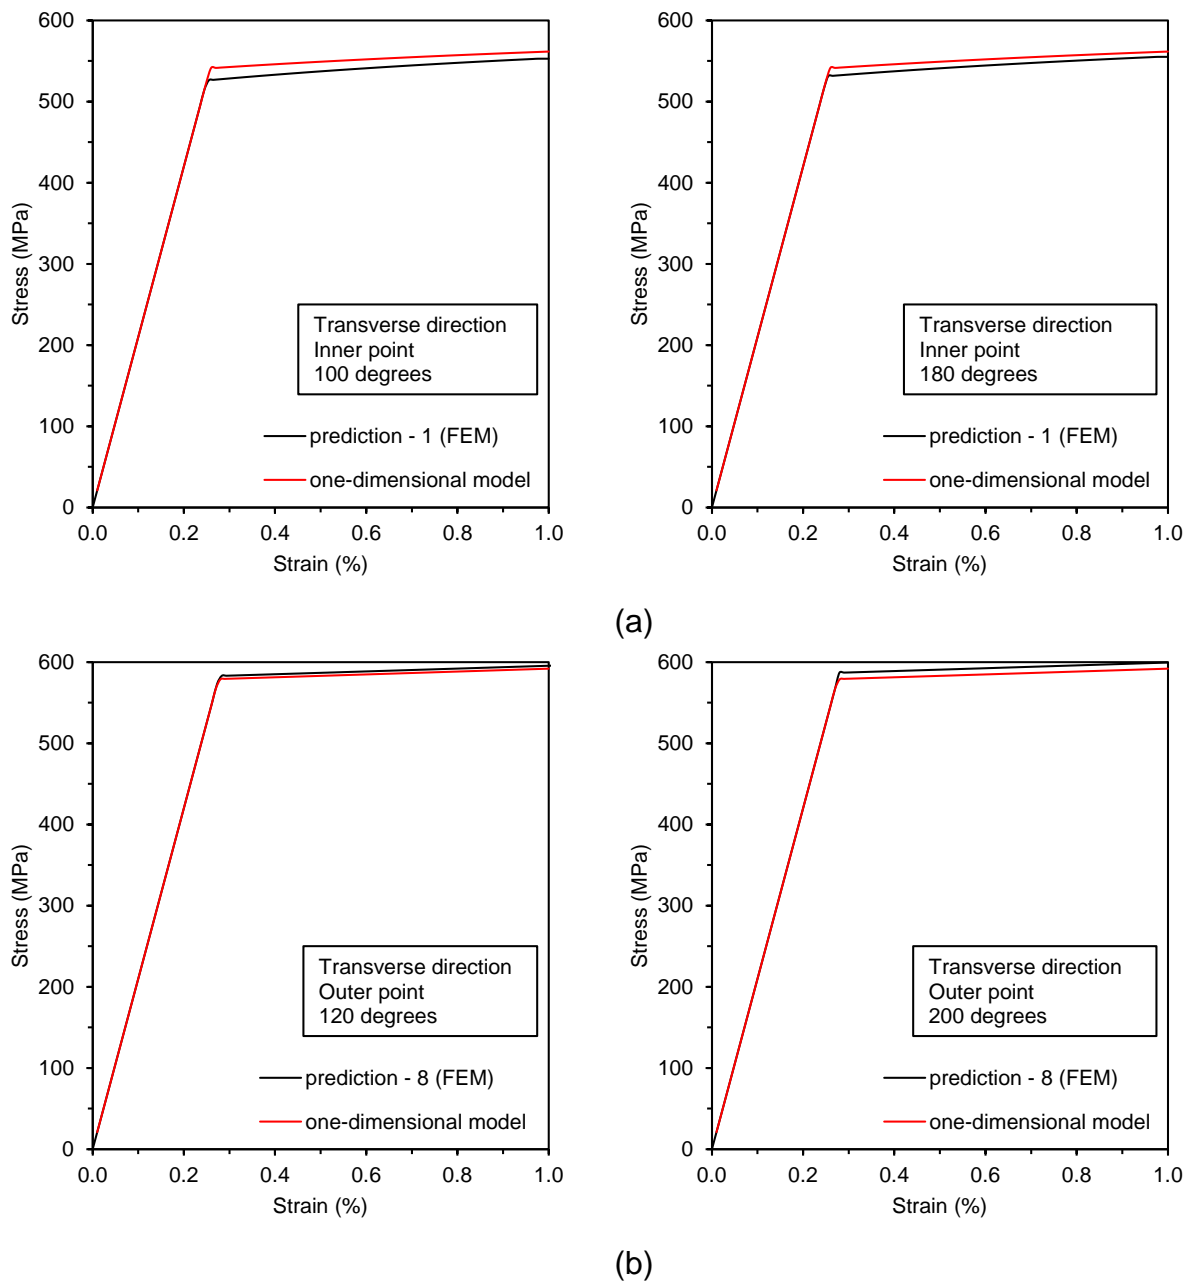 600
500
400
300
200
100
0
Stress (MPa)
Transverse direction
Inner point
100 degrees
prediction - 1 (FEM)
one-dimensional model
0.0 0.2 0.4 0.6 0.8 1.0
Strain (%)
600
500
400
300
200
100
0
Stress (MPa)
Transverse direction
Inner point
180 degrees
prediction - 1 (FEM)
one-dimensional model
0.0 0.2 0.4 0.6 0.8 1.0
Strain (%)
(a)
600
500
400
300
200
100
0
Stress (MPa)
Transverse direction
Outer point
120 degrees
prediction - 8 (FEM)
one-dimensional model
0.0 0.2 0.4 0.6 0.8 1.0
Strain (%)
600
500
400
300
200
100
0
Stress (MPa)
Transverse direction
Outer point
200 degrees
prediction - 8 (FEM)
one-dimensional model
0.0 0.2 0.4 0.6 0.8 1.0
Strain (%)
(b)